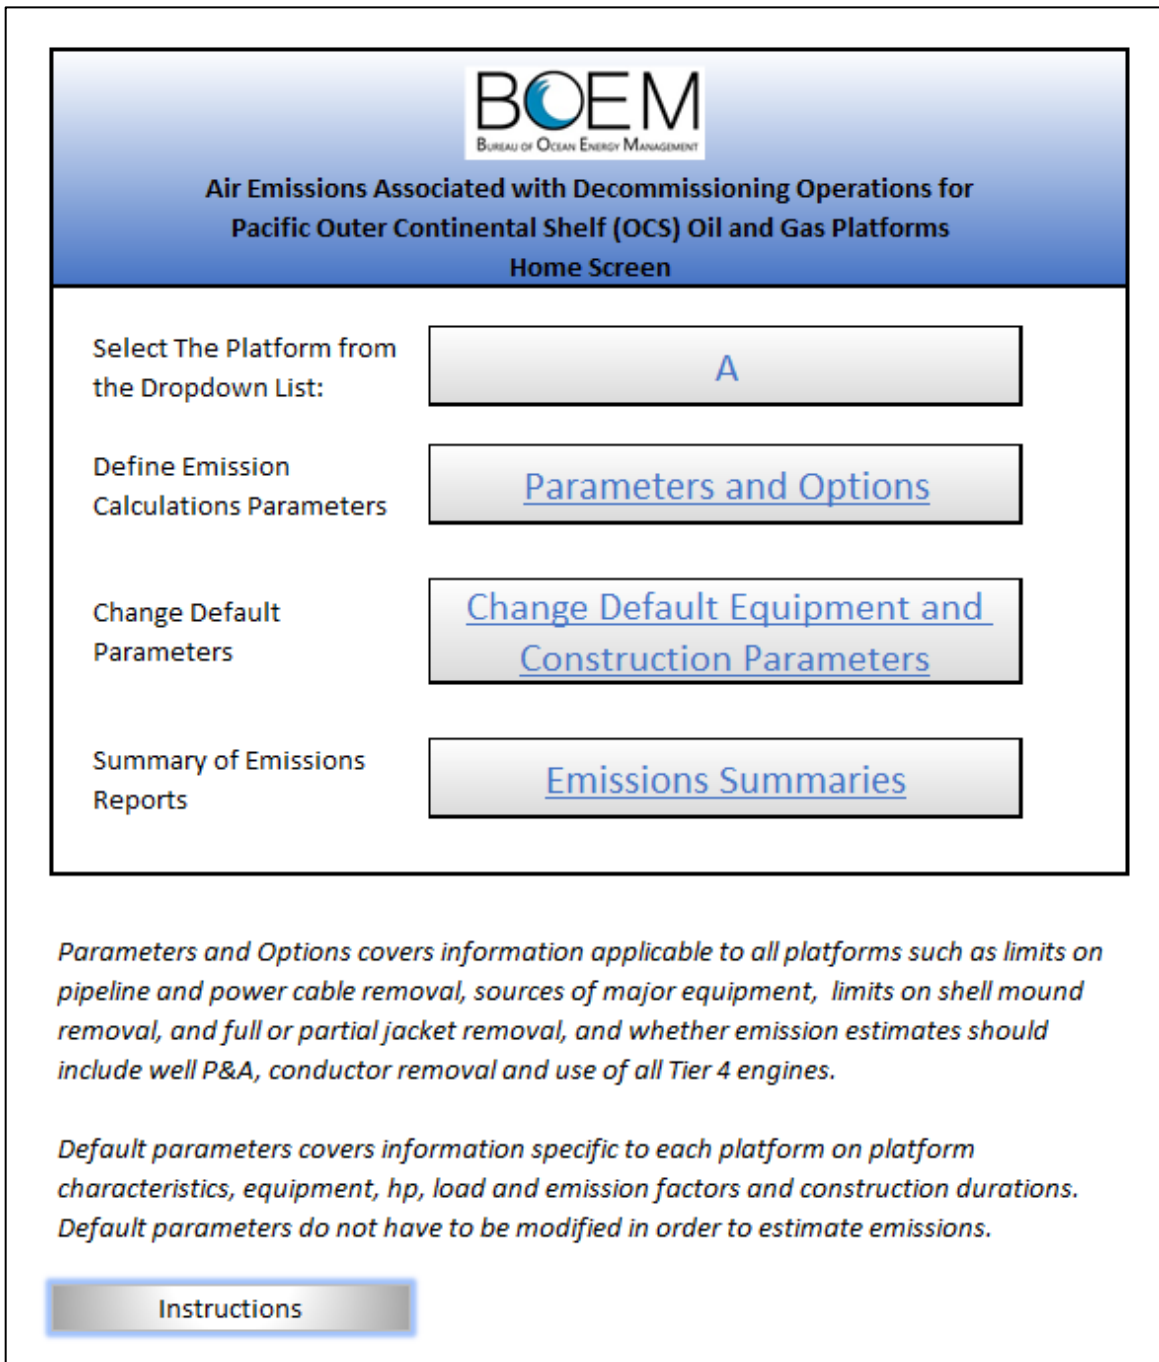 BOEM
BUREAU OF OCEAN ENERGY MANAGEMENT
Air Emissions Associated with Decommissioning Operations for
Pacific Outer Continental Shelf (OCS) Oil and Gas Platforms
Home Screen
Select The Platform from
the Dropdown List:
A
Define Emission
Calculations Parameters
Parameters and Options
Change Default
Parameters
Change Default Equipment and
Construction Parameters
Summary of Emissions
Reports
Emissions Summaries
Parameters and Options covers information applicable to all platforms such as limits on
pipeline and power cable removal, sources of major equipment,  limits on shell mound
removal, and full or partial jacket removal, and whether emission estimates should
include well P&A, conductor removal and use of all Tier 4 engines.
Default parameters covers information specific to each platform on platform
characteristics, equipment, hp, load and emission factors and construction durations.
Default parameters do not have to be modified in order to estimate emissions.
Instructions